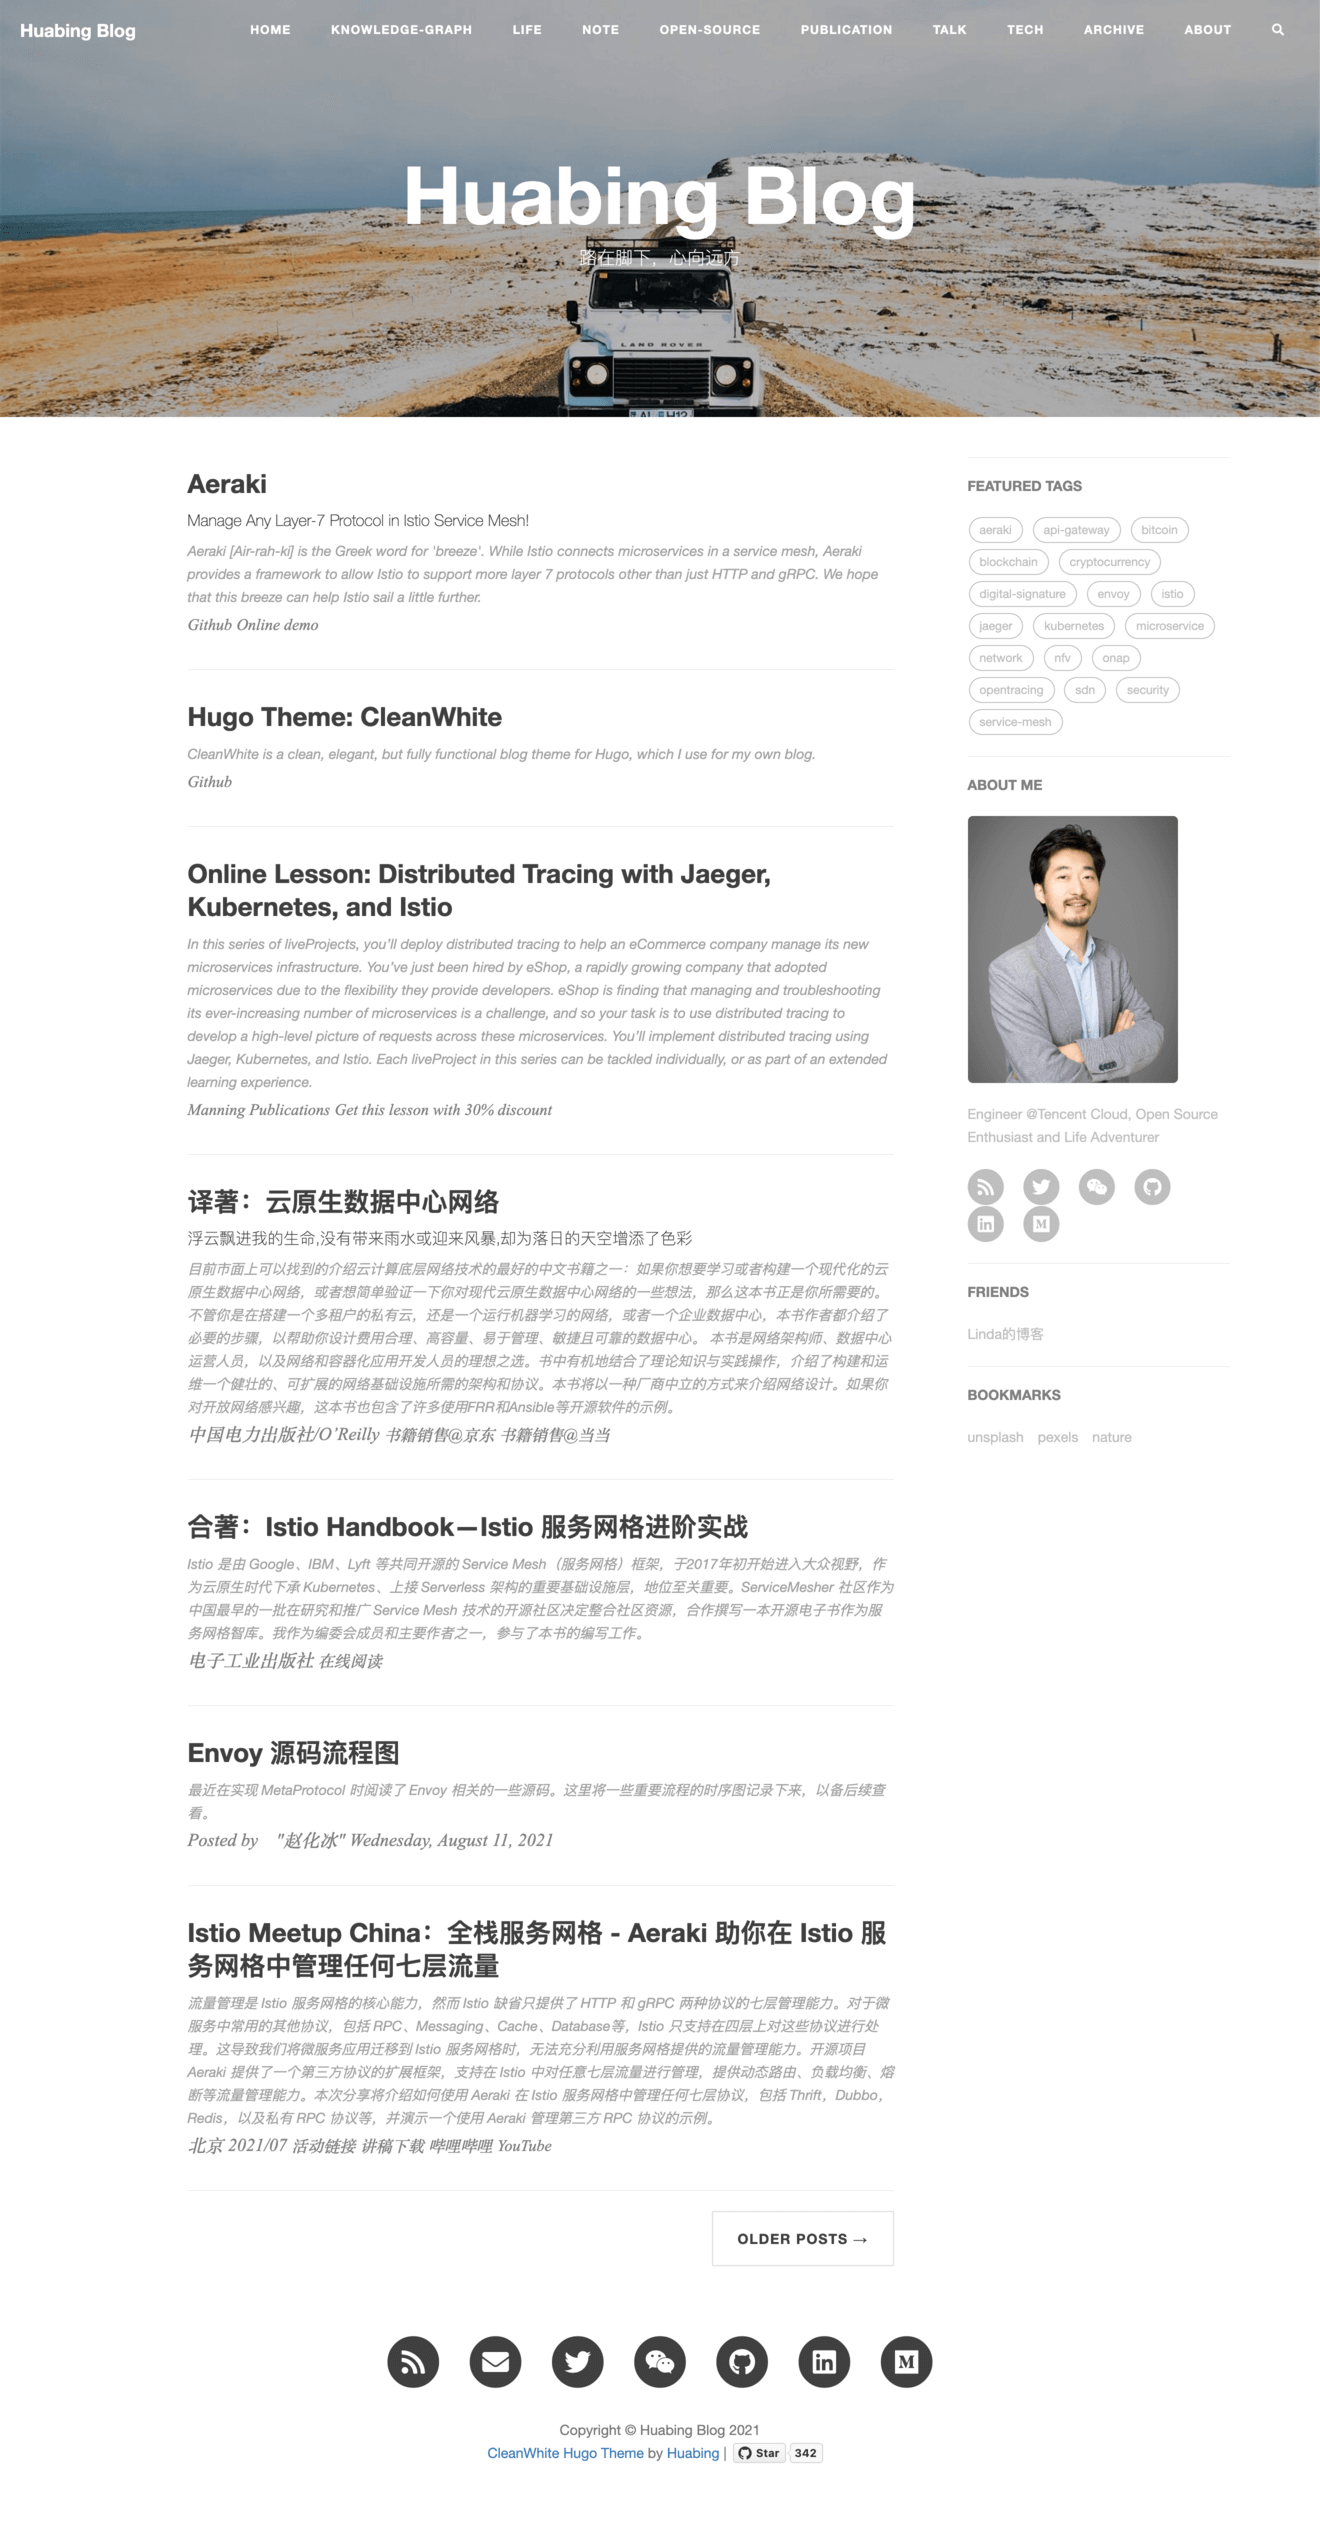 Huabing Blog
HOME KNOWLEDGE-GRAPH LIFE NOTE OPEN-SOURCE PUBLICATION TALK TECH ARCHIVE ABOUT
Huabing Blog
路在脚下，心向远方
LAND ROVER
Aeraki
Manage Any Layer-7 Protocol in Istio Service Mesh!
Aeraki [Air-rah-ki] is the Greek word for 'breeze'. While Istio connects microservices in a service mesh, Aeraki
provides a framework to allow Istio to support more layer 7 protocols other than just HTTP and gRPC. We hope
that this breeze can help Istio sail a little further.
Github Online demo
Hugo Theme: CleanWhite
CleanWhite is a clean, elegant, but fully functional blog theme for Hugo, which I use for my own blog.
Github
Online Lesson: Distributed Tracing with Jaeger,
Kubernetes, and Istio
In this series of liveProjects, you’ll deploy distributed tracing to help an eCommerce company manage its new
microservices infrastructure. You’ve just been hired by eShop, a rapidly growing company that adopted
microservices due to the flexibility they provide developers. eShop is finding that managing and troubleshooting
its ever-increasing number of microservices is a challenge, and so your task is to use distributed tracing to
develop a high-level picture of requests across these microservices. You’ll implement distributed tracing using
Jaeger, Kubernetes, and Istio. Each liveProject in this series can be tackled individually, or as part of an extended
learning experience.
Manning Publications Get this lesson with 30% discount
译著：云原生数据中心网络
浮云飘进我的生命,没有带来雨水或迎来风暴,却为落日的天空增添了色彩
目前市面上可以找到的介绍云计算底层网络技术的最好的中文书籍之一：如果你想要学习或者构建一个现代化的云
原生数据中心网络，或者想简单验证一下你对现代云原生数据中心网络的一些想法，那么这本书正是你所需要的。
不管你是在搭建一个多租户的私有云，还是一个运行机器学习的网络，或者一个企业数据中心，本书作者都介绍了
必要的步骤，以帮助你设计费用合理、高容量、易于管理、敏捷且可靠的数据中心。 本书是网络架构师、数据中心
运营人员，以及网络和容器化应用开发人员的理想之选。书中有机地结合了理论知识与实践操作，介绍了构建和运
维一个健壮的、可扩展的网络基础设施所需的架构和协议。本书将以一种厂商中立的方式来介绍网络设计。如果你
对开放网络感兴趣，这本书也包含了许多使用FRR和Ansible等开源软件的示例。
中国电力出版社/O’Reilly 书籍销售@京东 书籍销售@当当
合著：Istio Handbook—Istio 服务网格进阶实战
Istio 是由 Google、IBM、Lyft 等共同开源的 Service Mesh（服务网格）框架，于2017年初开始进入大众视野，作
为云原生时代下承 Kubernetes、上接 Serverless 架构的重要基础设施层，地位至关重要。ServiceMesher 社区作为
中国最早的一批在研究和推广 Service Mesh 技术的开源社区决定整合社区资源，合作撰写一本开源电子书作为服
务网格智库。我作为编委会成员和主要作者之一，参与了本书的编写工作。
电子工业出版社 在线阅读
Envoy 源码流程图
最近在实现 MetaProtocol 时阅读了 Envoy 相关的一些源码。这里将一些重要流程的时序图记录下来，以备后续查
看。
Posted by "赵化冰" Wednesday, August 11, 2021
Istio Meetup China：全栈服务网格 - Aeraki 助你在 Istio 服
务网格中管理任何七层流量
流量管理是 Istio 服务网格的核心能力，然而 Istio 缺省只提供了 HTTP 和 gRPC 两种协议的七层管理能力。对于微
服务中常用的其他协议，包括 RPC、Messaging、Cache、Database等，Istio 只支持在四层上对这些协议进行处
理。这导致我们将微服务应用迁移到 Istio 服务网格时，无法充分利用服务网格提供的流量管理能力。开源项目
Aeraki 提供了一个第三方协议的扩展框架，支持在 Istio 中对任意七层流量进行管理，提供动态路由、负载均衡、熔
断等流量管理能力。本次分享将介绍如何使用 Aeraki 在 Istio 服务网格中管理任何七层协议，包括 Thrift，Dubbo，
Redis，以及私有 RPC 协议等，并演示一个使用 Aeraki 管理第三方 RPC 协议的示例。
北京 2021/07 活动链接 讲稿下载 哔哩哔哩 YouTube
OLDER POSTS →
FEATURED TAGS
aeraki api-gateway bitcoin
blockchain cryptocurrency
digital-signature envoy istio
jaeger kubernetes microservice
network nfv onap
opentracing sdn security
service-mesh
ABOUT ME
Engineer @Tencent Cloud, Open Source
Enthusiast and Life Adventurer
FRIENDS
Linda的博客
BOOKMARKS
unsplash pexels nature
Copyright © Huabing Blog 2021
CleanWhite Hugo Theme by Huabing | Star 342